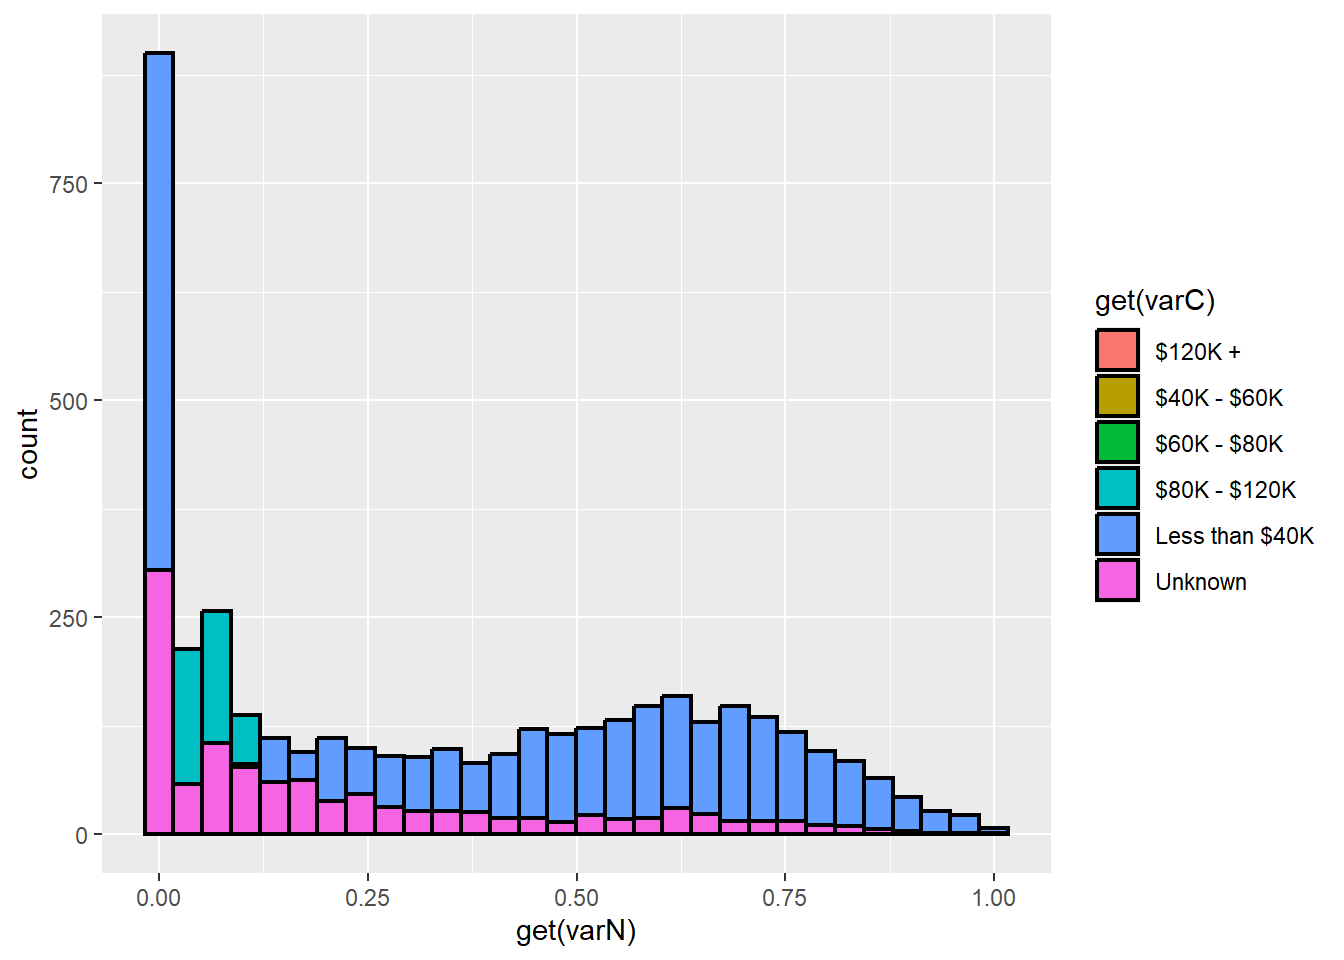 750
500
250
0
count
0.00
0.25
0.50
0.75
1.00
get(varN)
get(varC)
$120K +
$40K - $60K
$60K - $80K
$80K - $120K
Less than $40K
Unknown